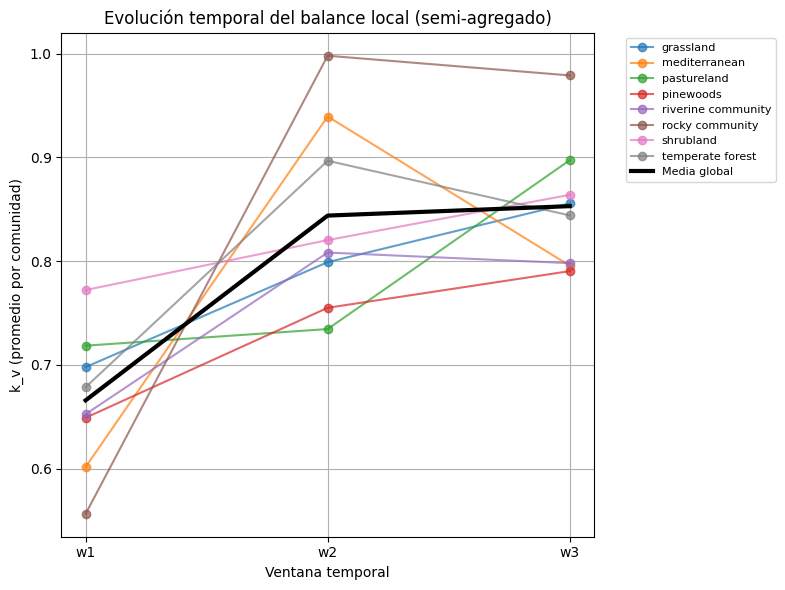 Evolución temporal del balance local (semi-agregado)
k_v (promedio por comunidad)
1.0
0.9
0.8
0.7
0.6
w1
w2
w3
Ventana temporal
grassland
mediterranean
pastureland
pinewoods
riverine community
rocky community
shrubland
temperate forest
Media global